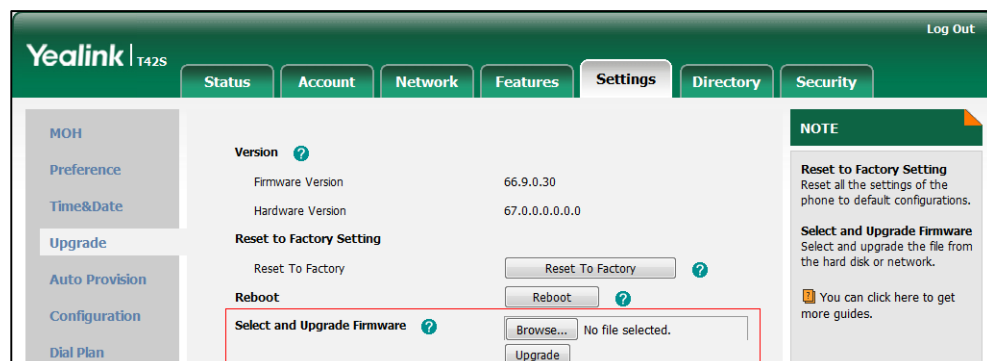 Log Out
Yealink T42S
Status Account Network Features Settings Directory Security
MOH
Preference
Time&Date
Upgrade
Auto Provision
Configuration
Dial Plan
Version ?
Firmware Version 66.9.0.30
Hardware Version 67.0.0.0.0.0.0
Reset to Factory Setting
Reset To Factory Reset To Factory ?
Reboot Reboot ?
Select and Upgrade Firmware ? Browse... No file selected.
Upgrade
NOTE
Reset to Factory Setting
Reset all the settings of the
phone to default configurations.
Select and Upgrade Firmware
Select and upgrade the file from
the hard disk or network.
? You can click here to get
more guides.